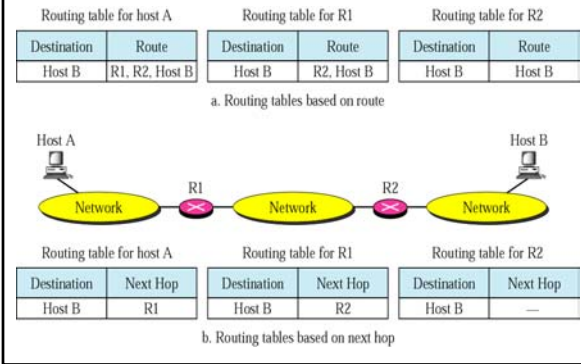 Routing table for host A Routing table for R1 Routing table for R2
Destination Route Destination Route Destination Route
Host B R1, R2, Host B Host B R2, Host B Host B Host B
a. Routing tables based on route
Host A Host B
R1 R2
Network Network Network
Routing table for host A Routing table for R1 Routing table for R2
Destination Next Hop Destination Next Hop Destination Next Hop
Host B R1 Host B R2 Host B —
b. Routing tables based on next hop